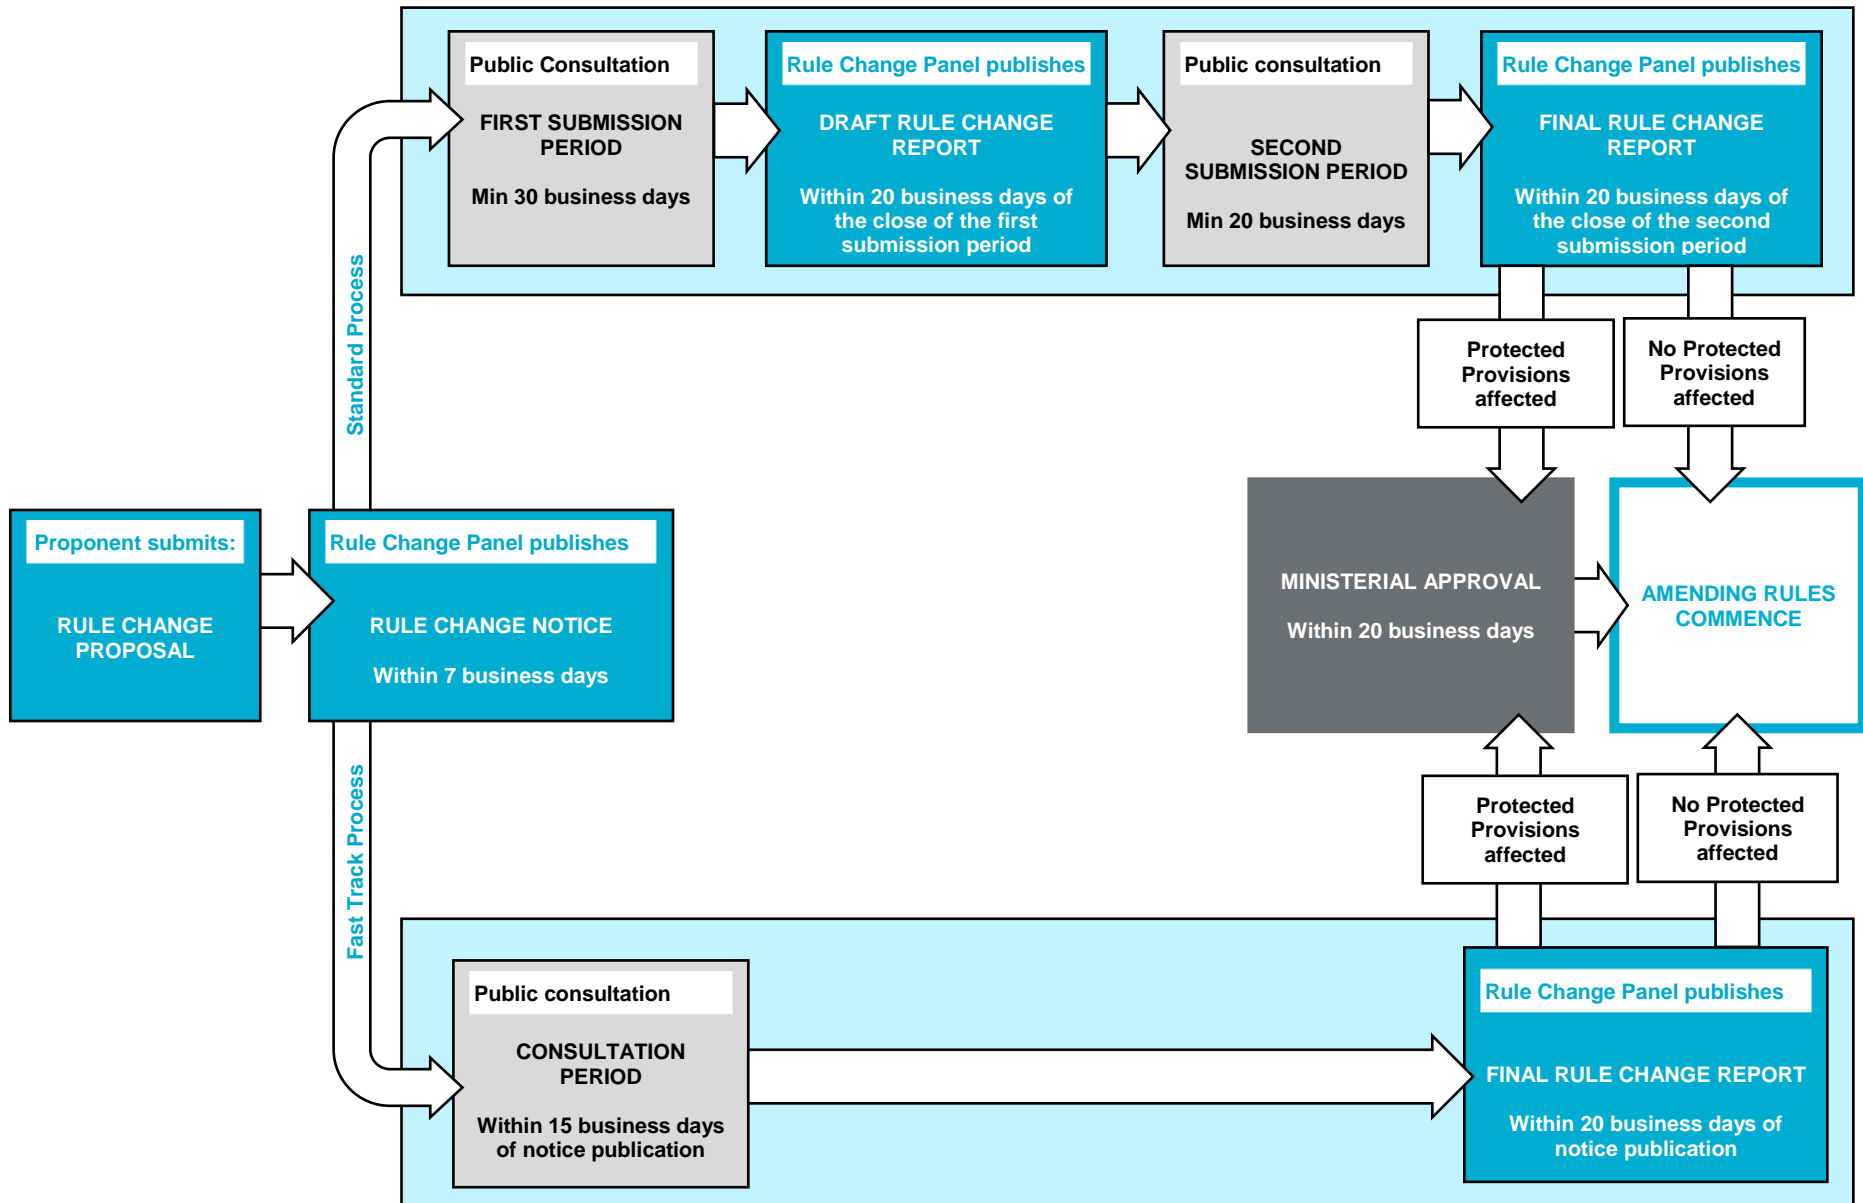 Public Consultation
FIRST SUBMISSION
PERIOD
Min 30 business days
Rule Change Panel publishes
DRAFT RULE CHANGE
REPORT
Within 20 business days of
the close of the first
submission period
Public consultation
SECOND
SUBMISSION PERIOD
Min 20 business days
Rule Change Panel publishes
FINAL RULE CHANGE
REPORT
Within 20 business days of
the close of the second
submission period
Standard Process
Protected
Provisions
affected
No Protected
Provisions
affected
Proponent submits:
RULE CHANGE
PROPOSAL
Rule Change Panel publishes
RULE CHANGE NOTICE
Within 7 business days
MINISTERIAL APPROVAL
Within 20 business days
AMENDING RULES
COMMENCE
Fast Track Process
Protected
Provisions
affected
No Protected
Provisions
affected
Public consultation
CONSULTATION
PERIOD
Within 15 business days
of notice publication
Rule Change Panel publishes
FINAL RULE CHANGE REPORT
Within 20 business days of
notice publication